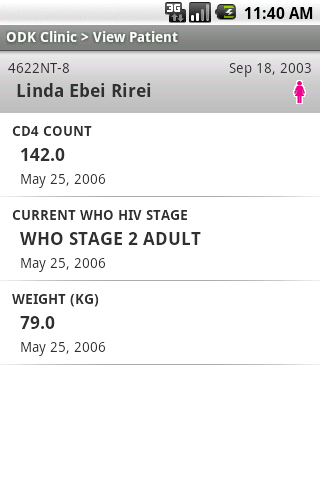 3G 11:40 AM
ODK Clinic > View Patient
4622NT-8 Sep 18, 2003
Linda Ebei Rirei
CD4 COUNT
142.0
May 25, 2006
CURRENT WHO HIV STAGE
WHO STAGE 2 ADULT
May 25, 2006
WEIGHT (KG)
79.0
May 25, 2006